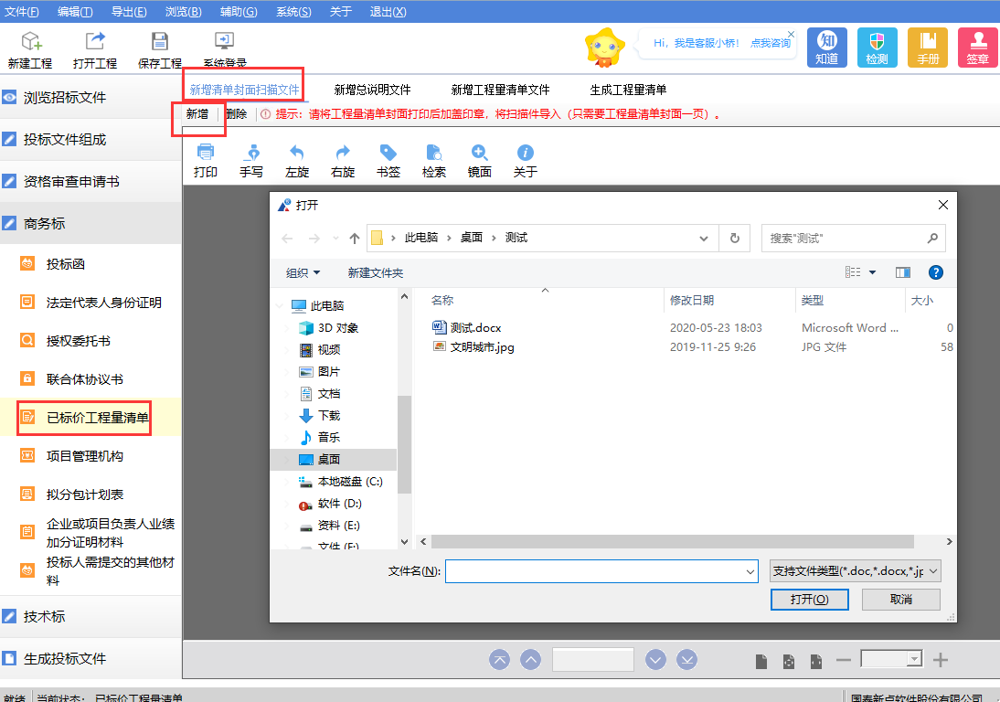 文件(F) 编辑(T) 导出(E) 浏览(B) 辅助(G) 系统(S) 关于 退出(X)
新建工程 打开工程 保存工程 系统登录
Hi，我是客服小桥！ 点我咨询
知 知道 检测 手册 签章
浏览招标文件
投标文件组成
资格审查申请书
商务标
投标函
法定代表人身份证明
授权委托书
联合体协议书
已标价工程量清单
项目管理机构
拟分包计划表
企业或项目负责人业绩
加分证明材料
投标人需提交的其他材
料
技术标
生成投标文件
新增清单封面扫描文件 新增总说明文件 新增工程量清单文件 生成工程量清单
新增 删除 提示：请将工程量清单封面打印后加盖印章，将扫描件导入（只需要工程量清单封面一页）。
打印 手写 左旋 右旋 书签 检索 镜面 关于
打开
此电脑 › 桌面 › 测试
搜索"测试"
组织 新建文件夹
此电脑
3D 对象
视频
图片
文档
下载
音乐
桌面
本地磁盘 (C:)
软件 (D:)
资料 (E:)
文件 (F:)
名称 修改日期 类型 大小
测试.docx 2020-05-23 18:03 Microsoft Word ... 0
文明城市.jpg 2019-11-25 9:26 JPG 文件 58
文件名(N): 支持文件类型(*.doc,*.docx,*.jp
打开(O) 取消
就绪 当前状态: 已标价工程量清单 国泰新点软件股份有限公司